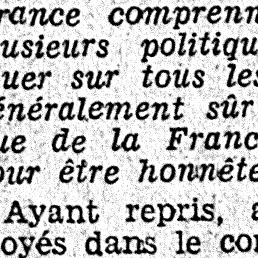 rance comprenn
usieurs politiqu
uer sur tous les
énéralement sûr
ue de la Franc
our être honnête
Ayant repris, a
oyés dans le con